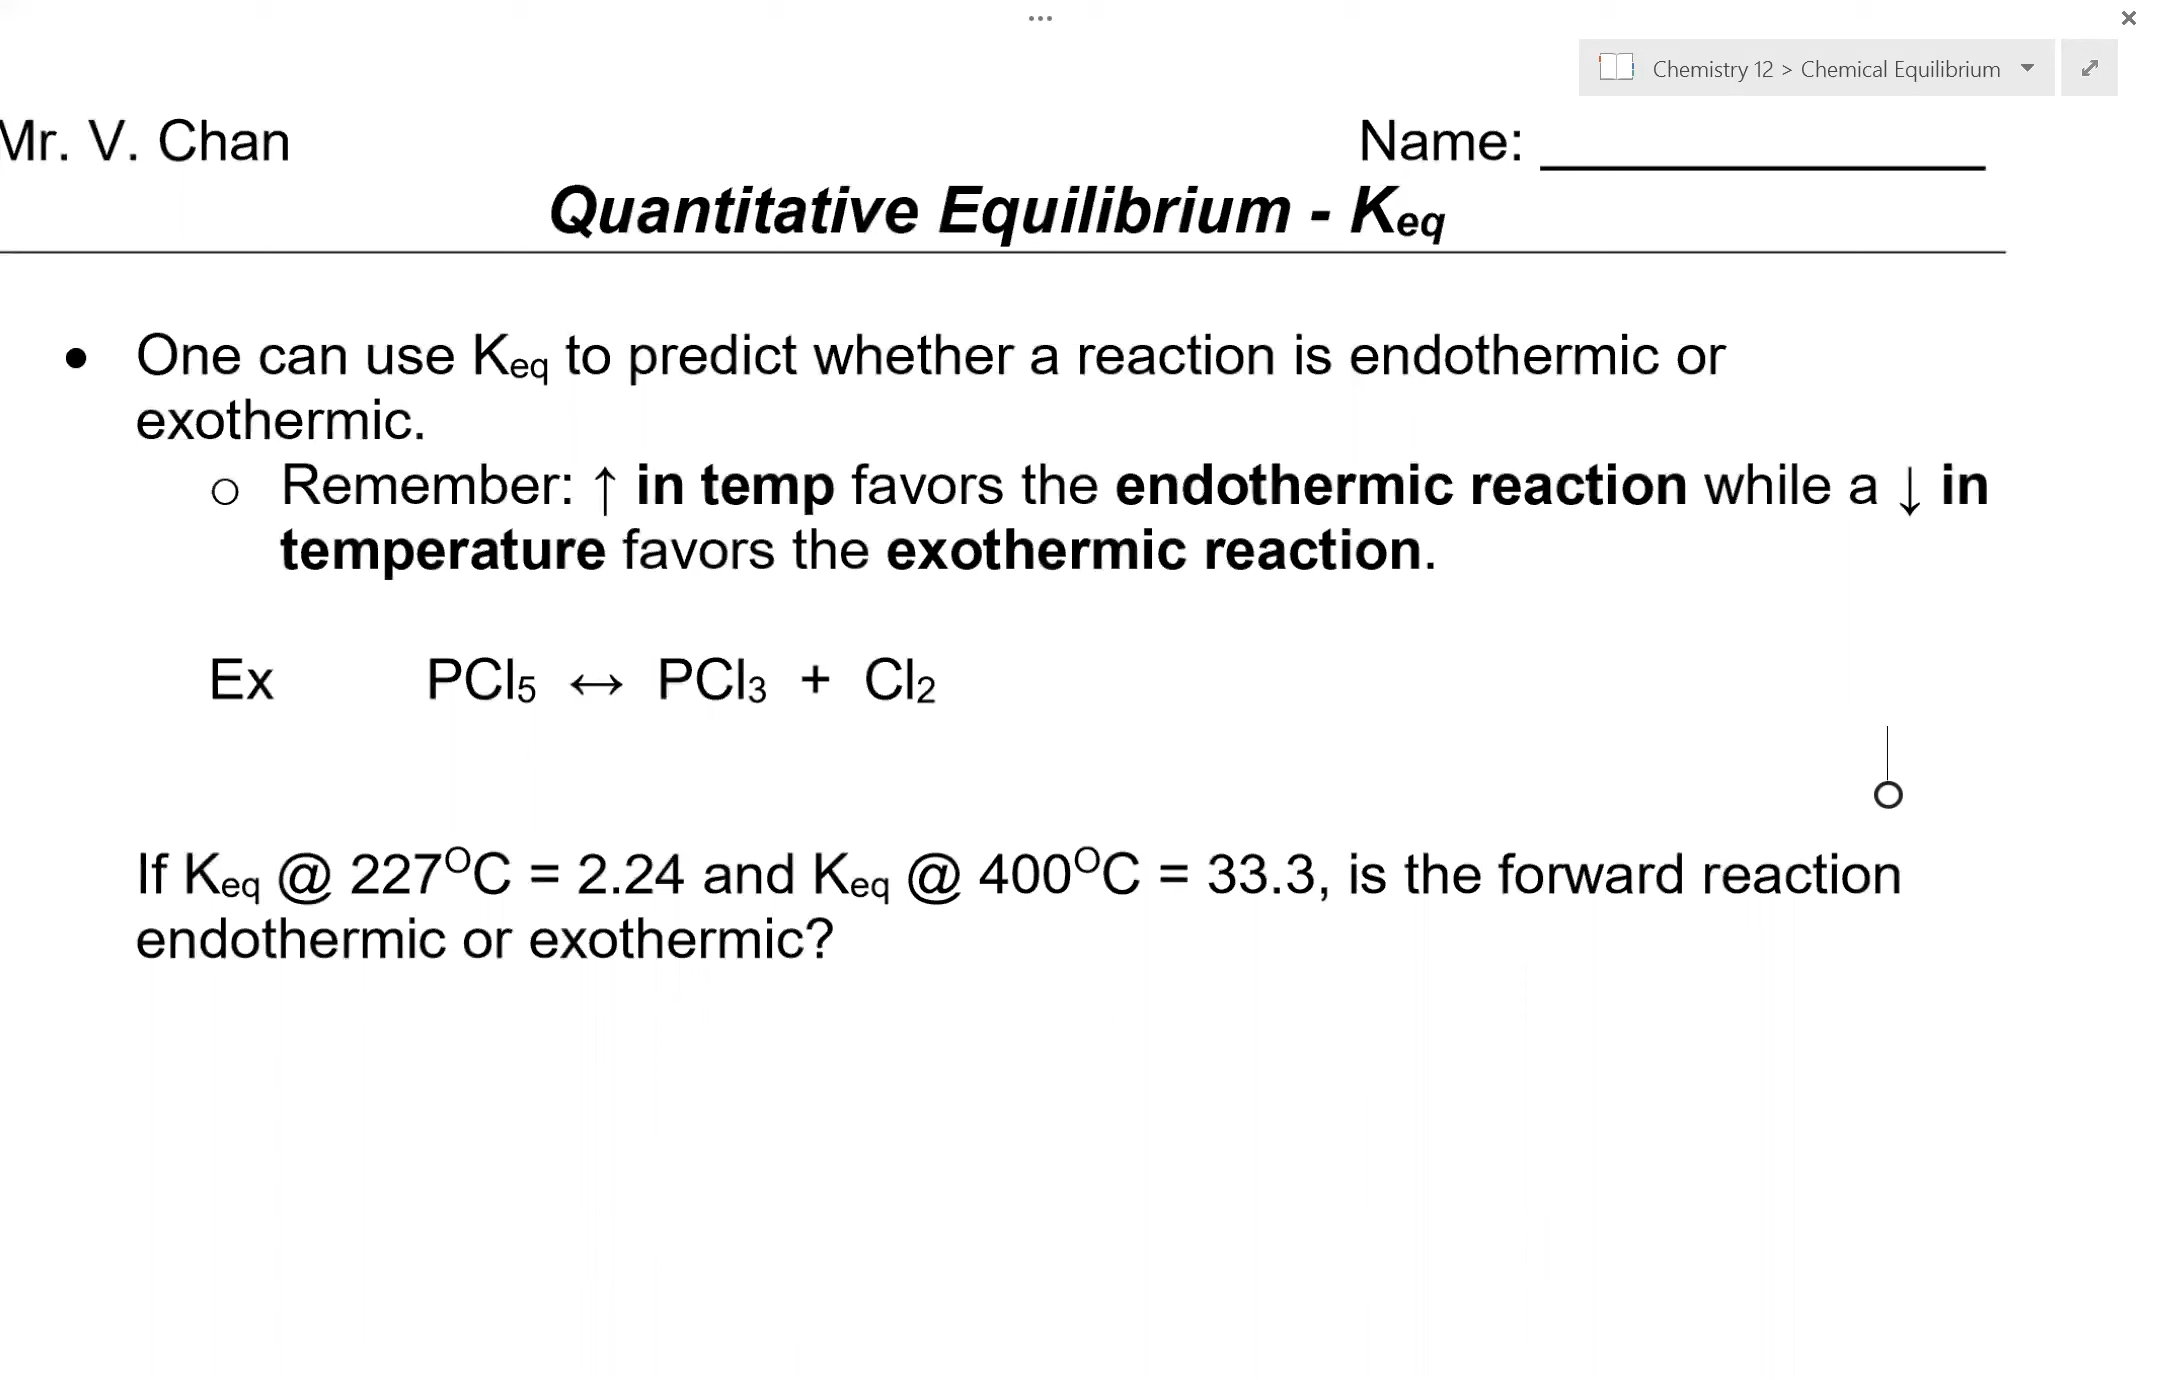 Chemistry 12 > Chemical Equilibrium
Mr. V. Chan Name: 
Quantitative Equilibrium - Keq
• One can use Keq to predict whether a reaction is endothermic or
exothermic.
○ Remember: ↑ in temp favors the endothermic reaction while a ↓ in
temperature favors the exothermic reaction.
Ex PCl5 ↔ PCl3 + Cl2
If Keq @ 227ᴼC = 2.24 and Keq @ 400ᴼC = 33.3, is the forward reaction
endothermic or exothermic?